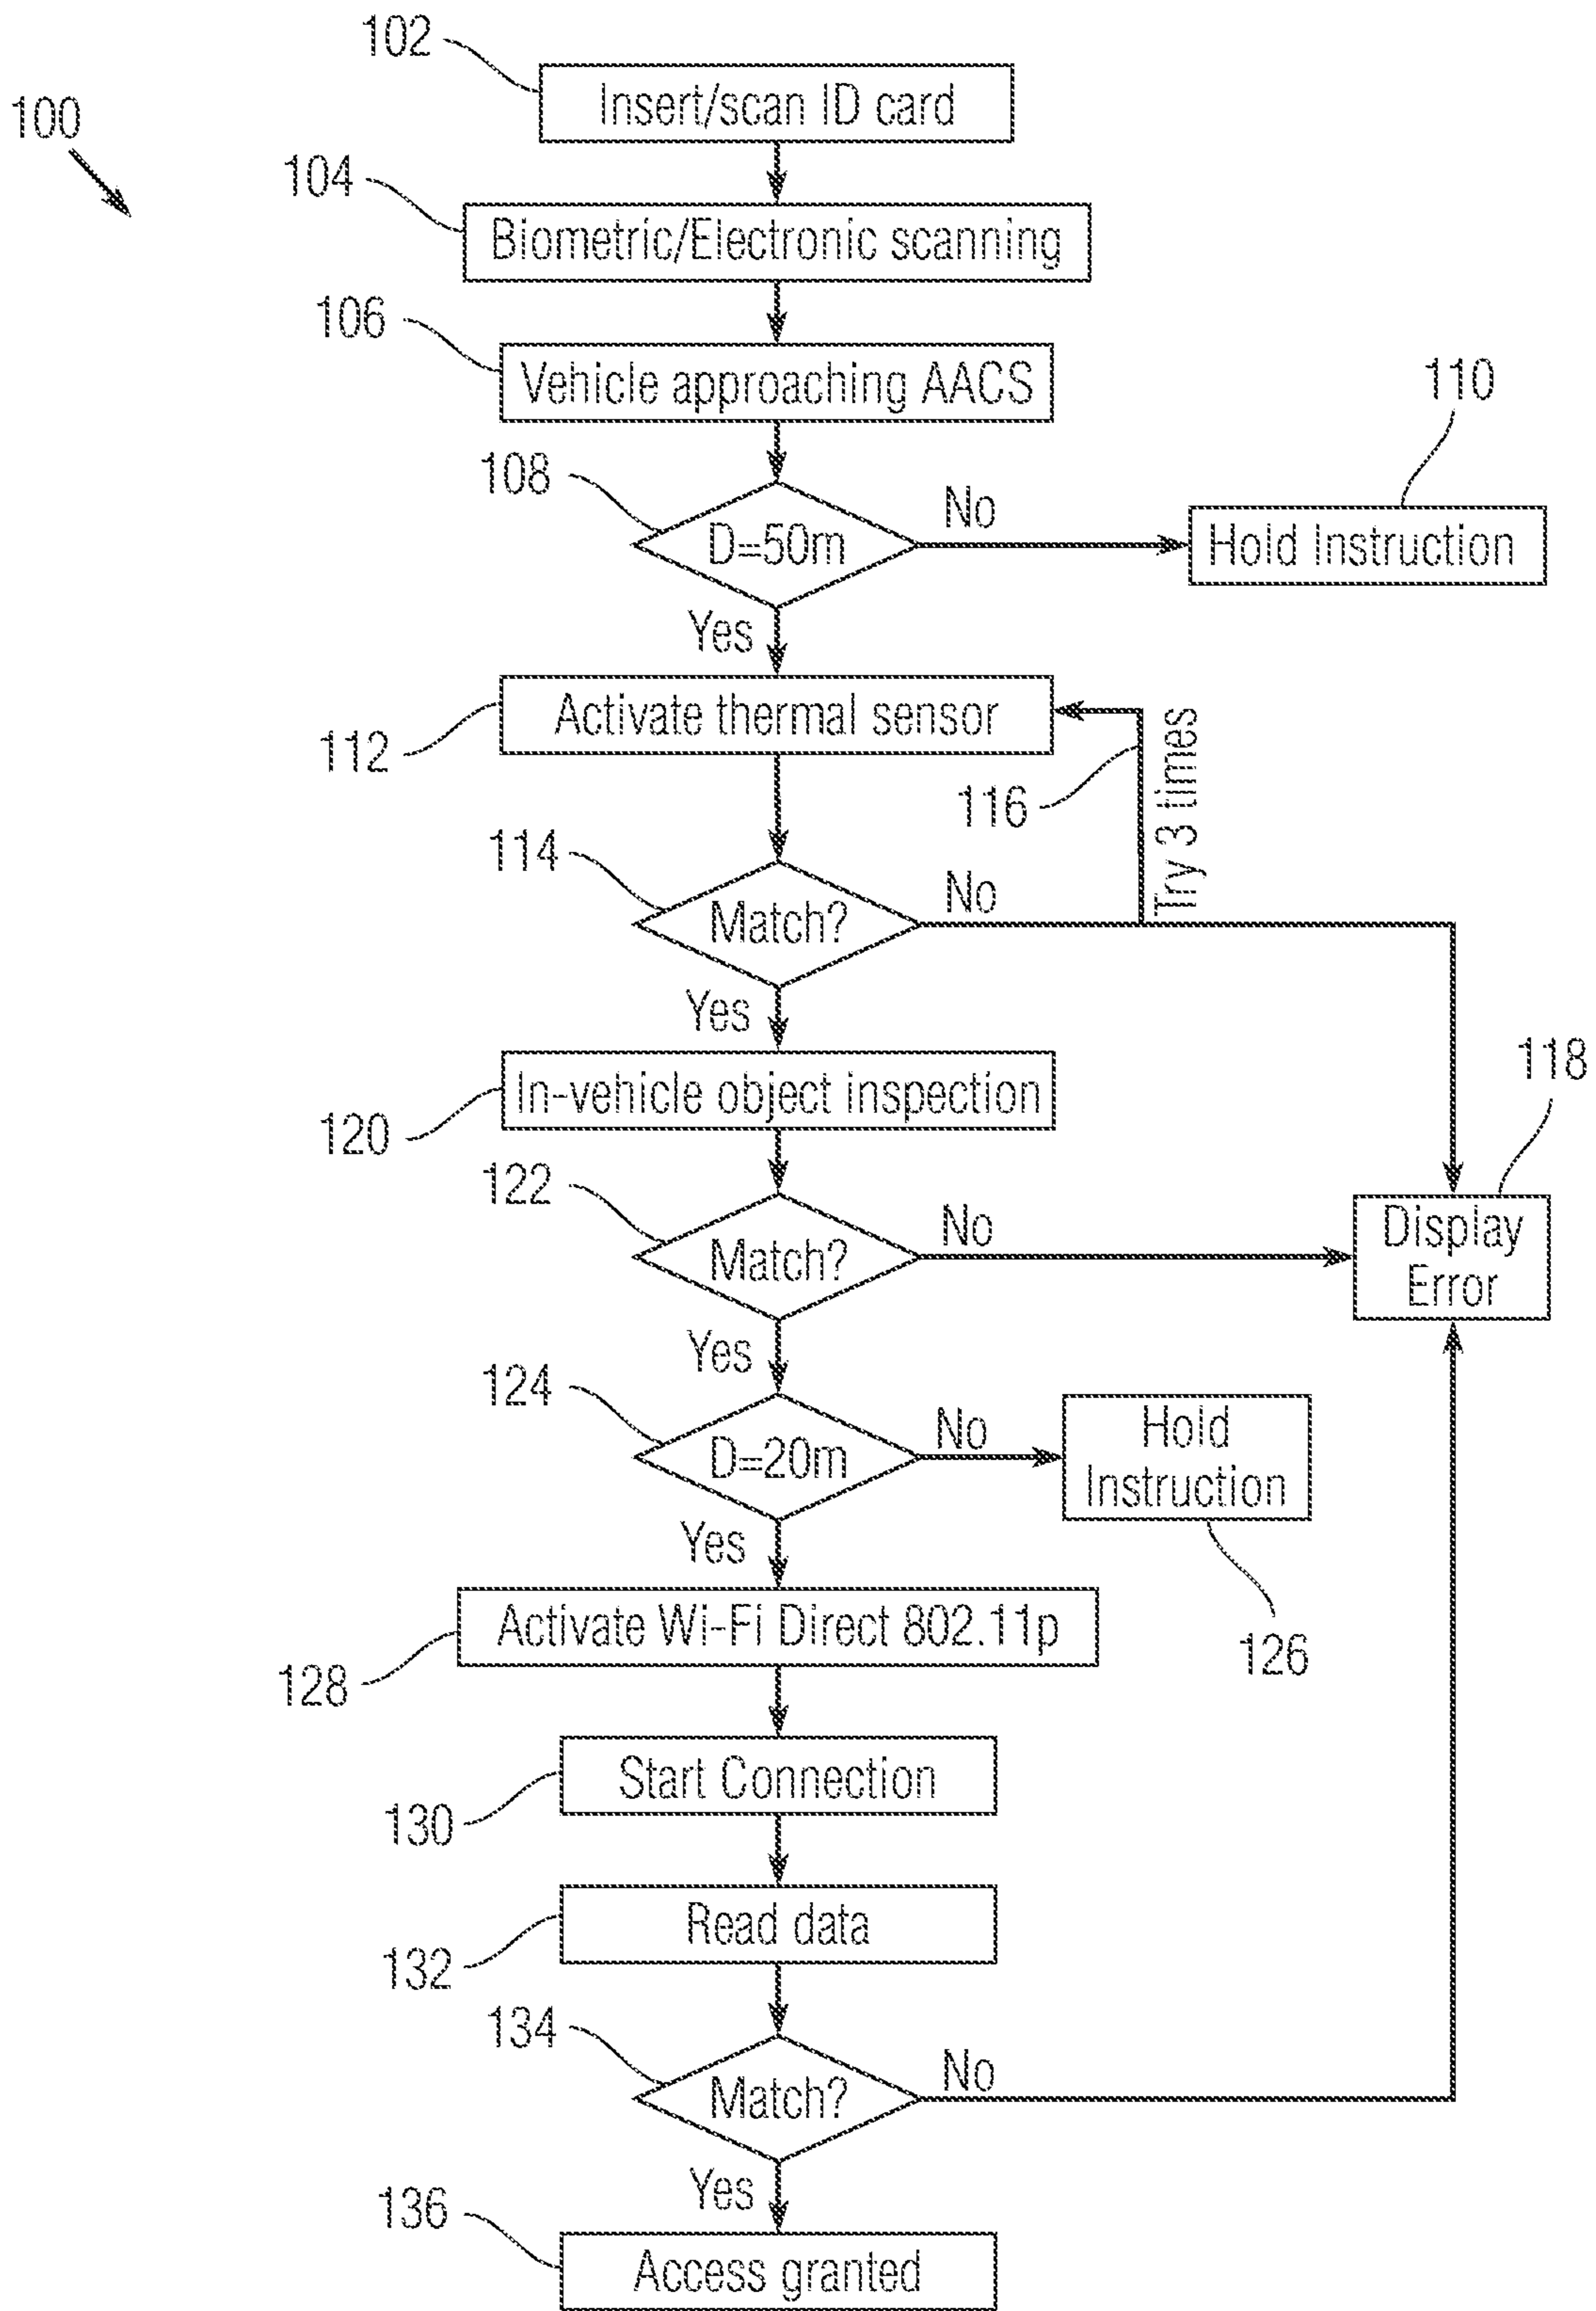 100
102
Insert/scan ID card
104
Biometric/Electronic scanning
106
Vehicle approaching AACS
108
D=50m
No
110
Hold Instruction
Yes
112
Activate thermal sensor
116
Try 3 times
114
Match?
No
Yes
118
120
In-vehicle object inspection
122
Match?
No
Display
Error
Yes
124
D=20m
No
Hold
Instruction
126
Yes
128
Activate Wi-Fi Direct 802.11p
130
Start Connection
132
Read data
134
Match?
No
Yes
136
Access granted